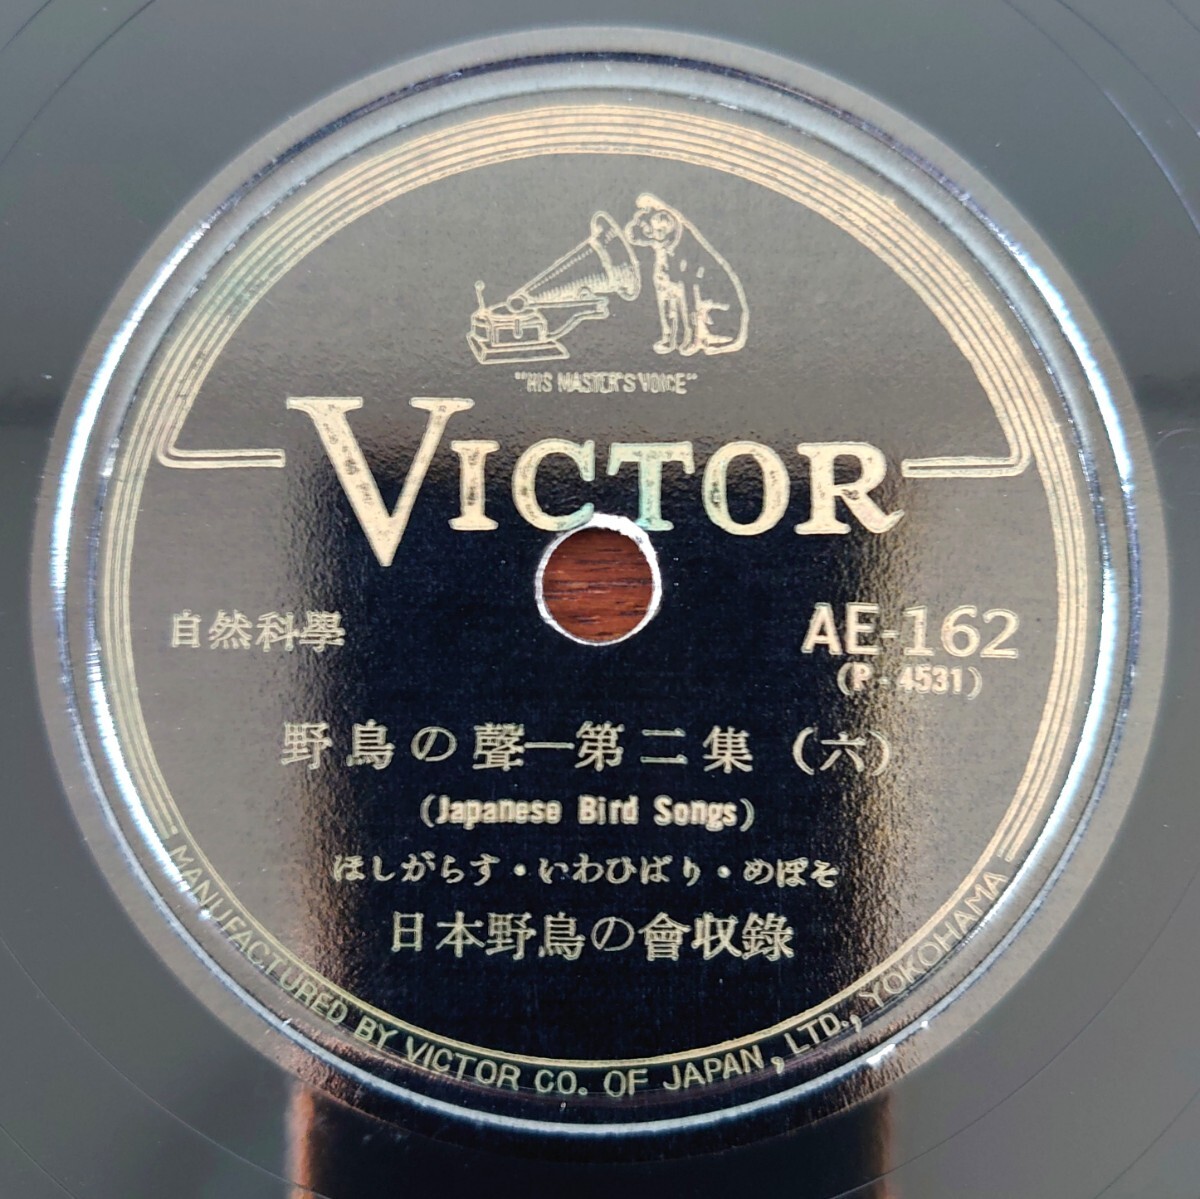 "HIS MASTER'S VOICE"
VICTOR
自然科學
AE-162
(P-4531)
野鳥の聲—第二集（六）
(Japanese Bird Songs)
ほしがらす・いわひばり・めぼそ
日本野鳥の會収錄
MANUFACTURED BY VICTOR CO. OF JAPAN, LTD., YOKOHAMA